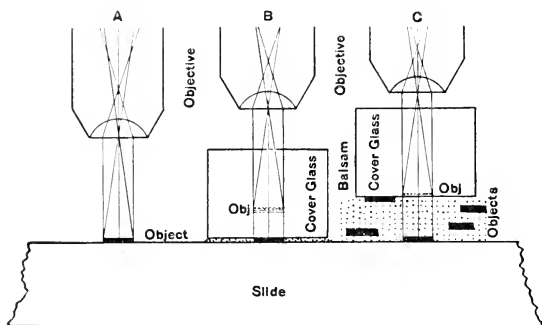 A
B
C
Objective
Objective
Cover Glass
Obj
Balsam
Cover Glass
Obj
Objects
Object
Slide